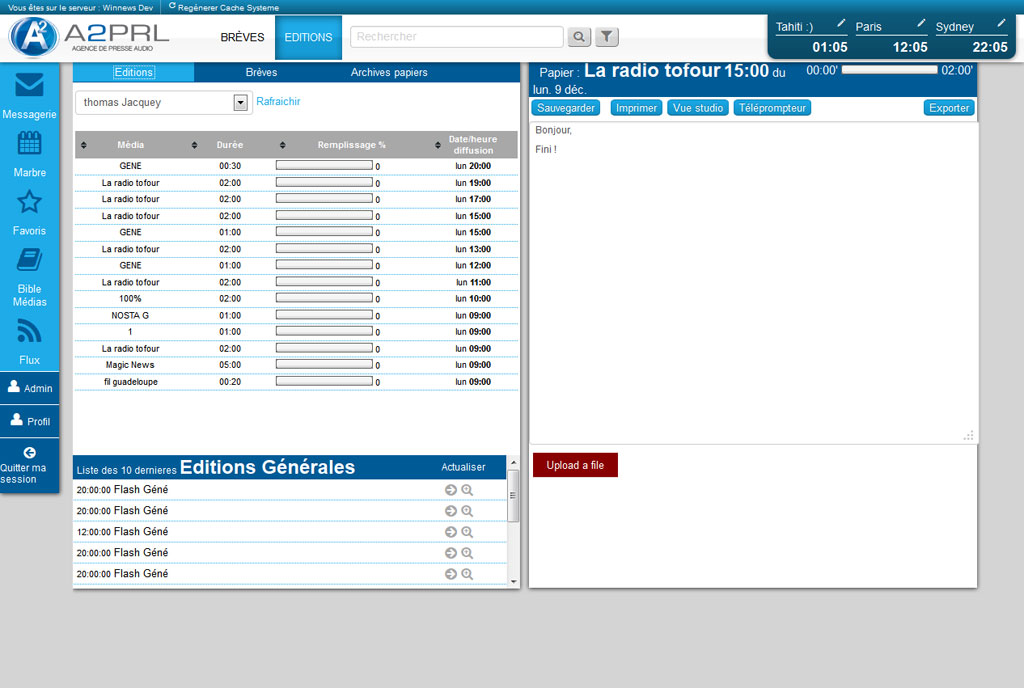 Vous êtes sur le serveur : Winnews Dev Regénerer Cache Systeme
A2 A2PRL
AGENCE DE PRESSE AUDIO
BRÈVES EDITIONS Rechercher
Tahiti :) Paris Sydney
01:05 12:05 22:05
Messagerie
Marbre
Favoris
Bible
Médias
Flux
Admin
Profil
Quitter ma
session
Editions Brèves Archives papiers
thomas Jacquey Rafraichir
Média Durée Remplissage % Date/heure
diffusion
GENE 00:30 0 lun 20:00
La radio tofour 02:00 0 lun 19:00
La radio tofour 02:00 0 lun 17:00
La radio tofour 02:00 0 lun 15:00
GENE 01:00 0 lun 15:00
La radio tofour 02:00 0 lun 13:00
GENE 01:00 0 lun 12:00
La radio tofour 02:00 0 lun 11:00
100% 02:00 0 lun 10:00
NOSTA G 01:00 0 lun 09:00
1 01:00 0 lun 09:00
La radio tofour 02:00 0 lun 09:00
Magic News 05:00 0 lun 09:00
fil guadeloupe 00:20 0 lun 09:00
Liste des 10 dernieres Editions Générales Actualiser
20:00:00 Flash Géné
20:00:00 Flash Géné
12:00:00 Flash Géné
20:00:00 Flash Géné
20:00:00 Flash Géné
Papier : La radio tofour 15:00 du 00:00' 02:00'
lun. 9 déc.
Sauvegarder Imprimer Vue studio Téléprompteur Exporter
Bonjour,
Fini !
Upload a file